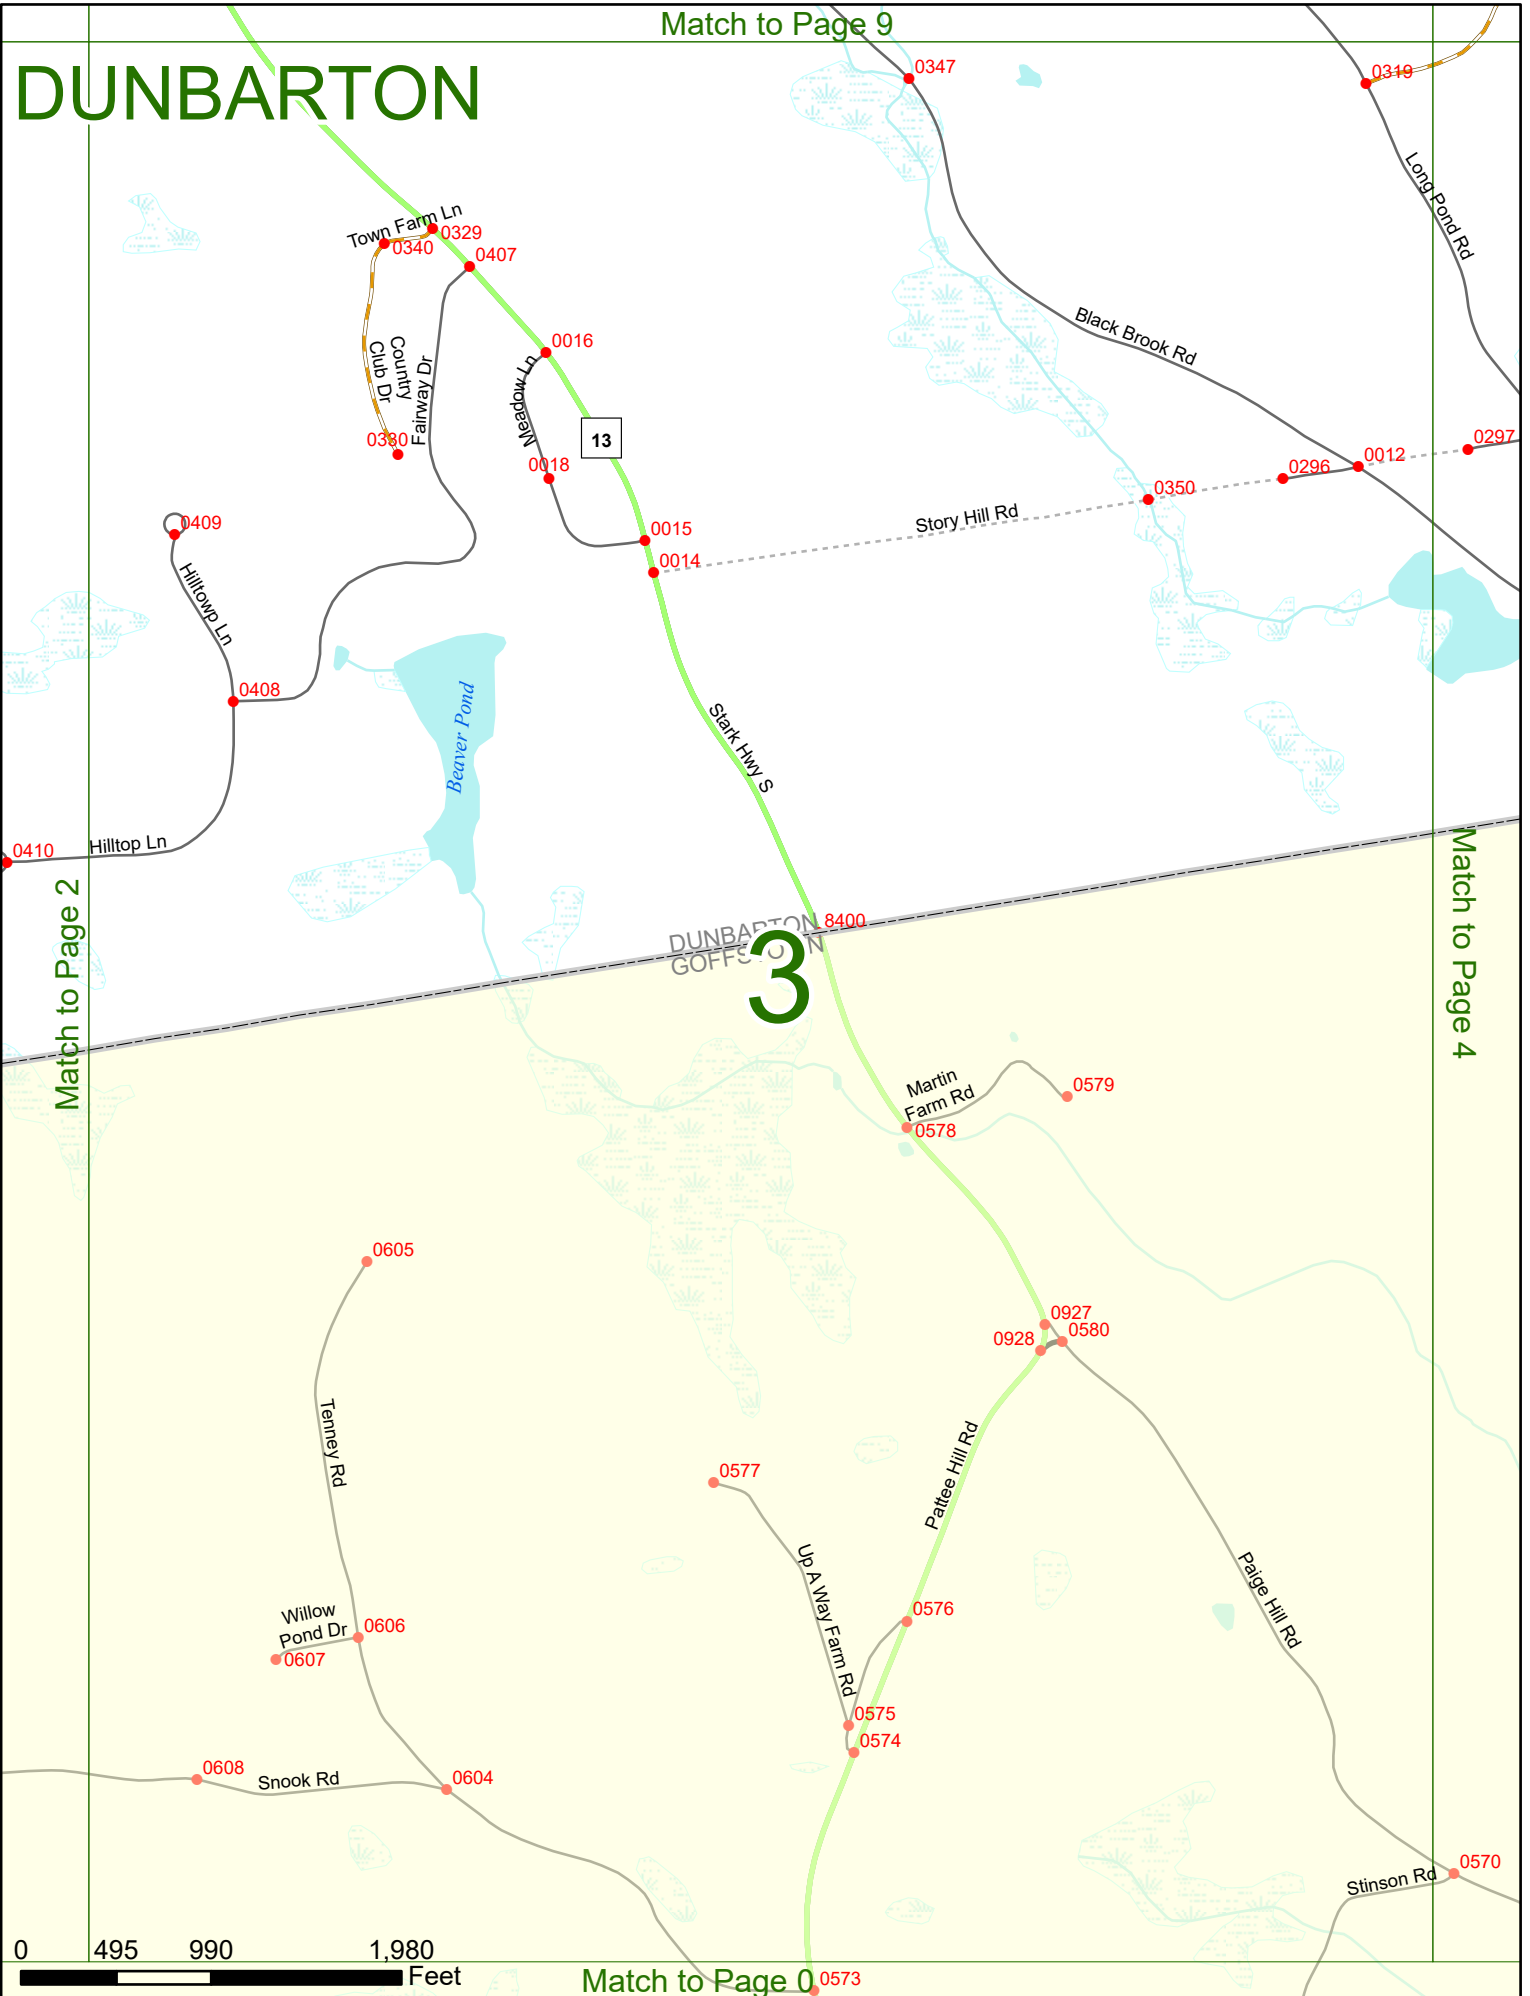 Match to Page 9
DUNBARTON
0347
0319
Long Pond Rd
Town Farm Ln
0329
0340
0407
0016
Black Brook Rd
Country
Club Dr
Fairway Dr
Meadow Ln
13
0380
0018
0012
0297
0296
0350
Story Hill Rd
0409
0015
0014
Hilltowp Ln
0408
Beaver Pond
Stark Hwy S
0410
Hilltop Ln
Match to Page 2
Match to Page 4
8400
DUNBARTON
GOFFSTOWN
3
Martin
Farm Rd
0579
0578
0605
0927
0580
0928
Tenney Rd
Pattee Hill Rd
0577
Up A Way Farm Rd
Paige Hill Rd
0576
Willow
Pond Dr
0606
0607
0575
0574
0608
Snook Rd
0604
Stinson Rd
0570
0
495
990
1,980
Feet
Match to Page 0
0573